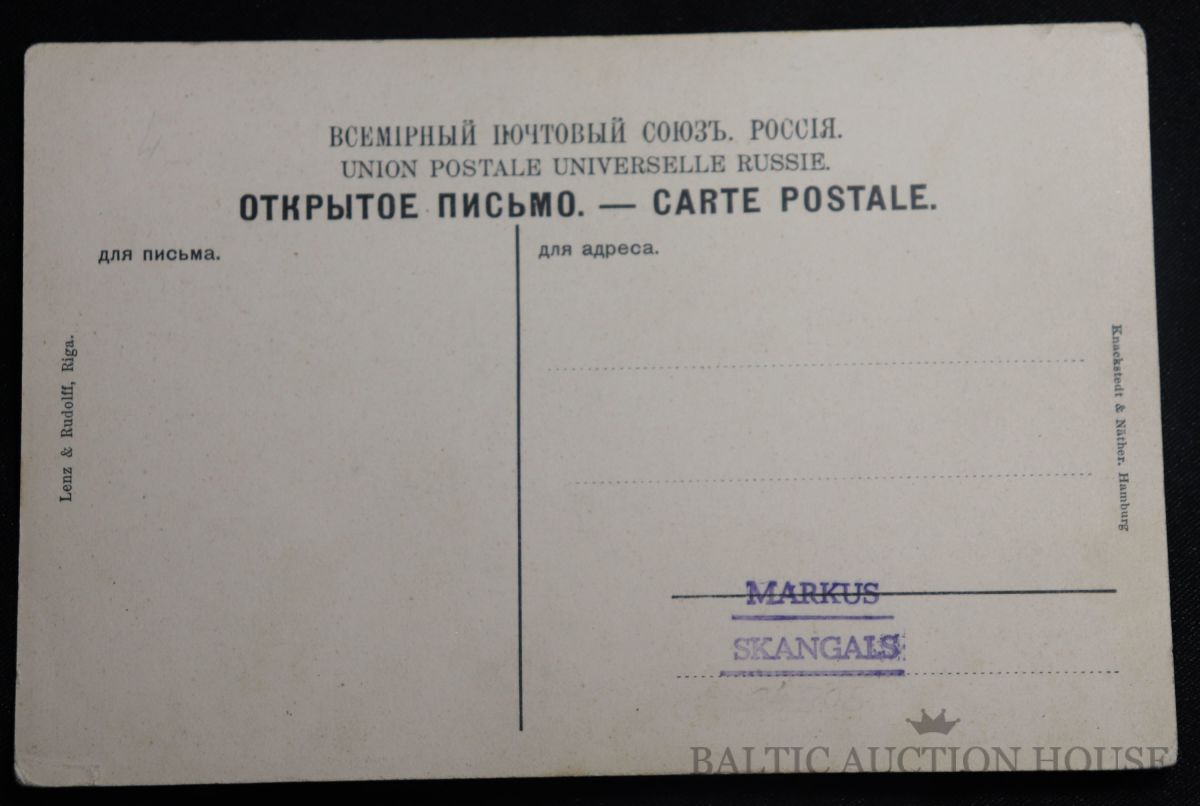 ВСЕМІРНЫЙ ПОЧТОВЫЙ СОЮЗЪ. РОССІЯ.
UNION POSTALE UNIVERSELLE RUSSIE.
ОТКРЫТОЕ ПИСЬМО. — CARTE POSTALE.
для письма.
для адреса.
Lenz & Rudolff, Riga.
Knackstedt & Näther. Hamburg
MARKUS
SKANGALS
BALTIC AUCTION HOUSE